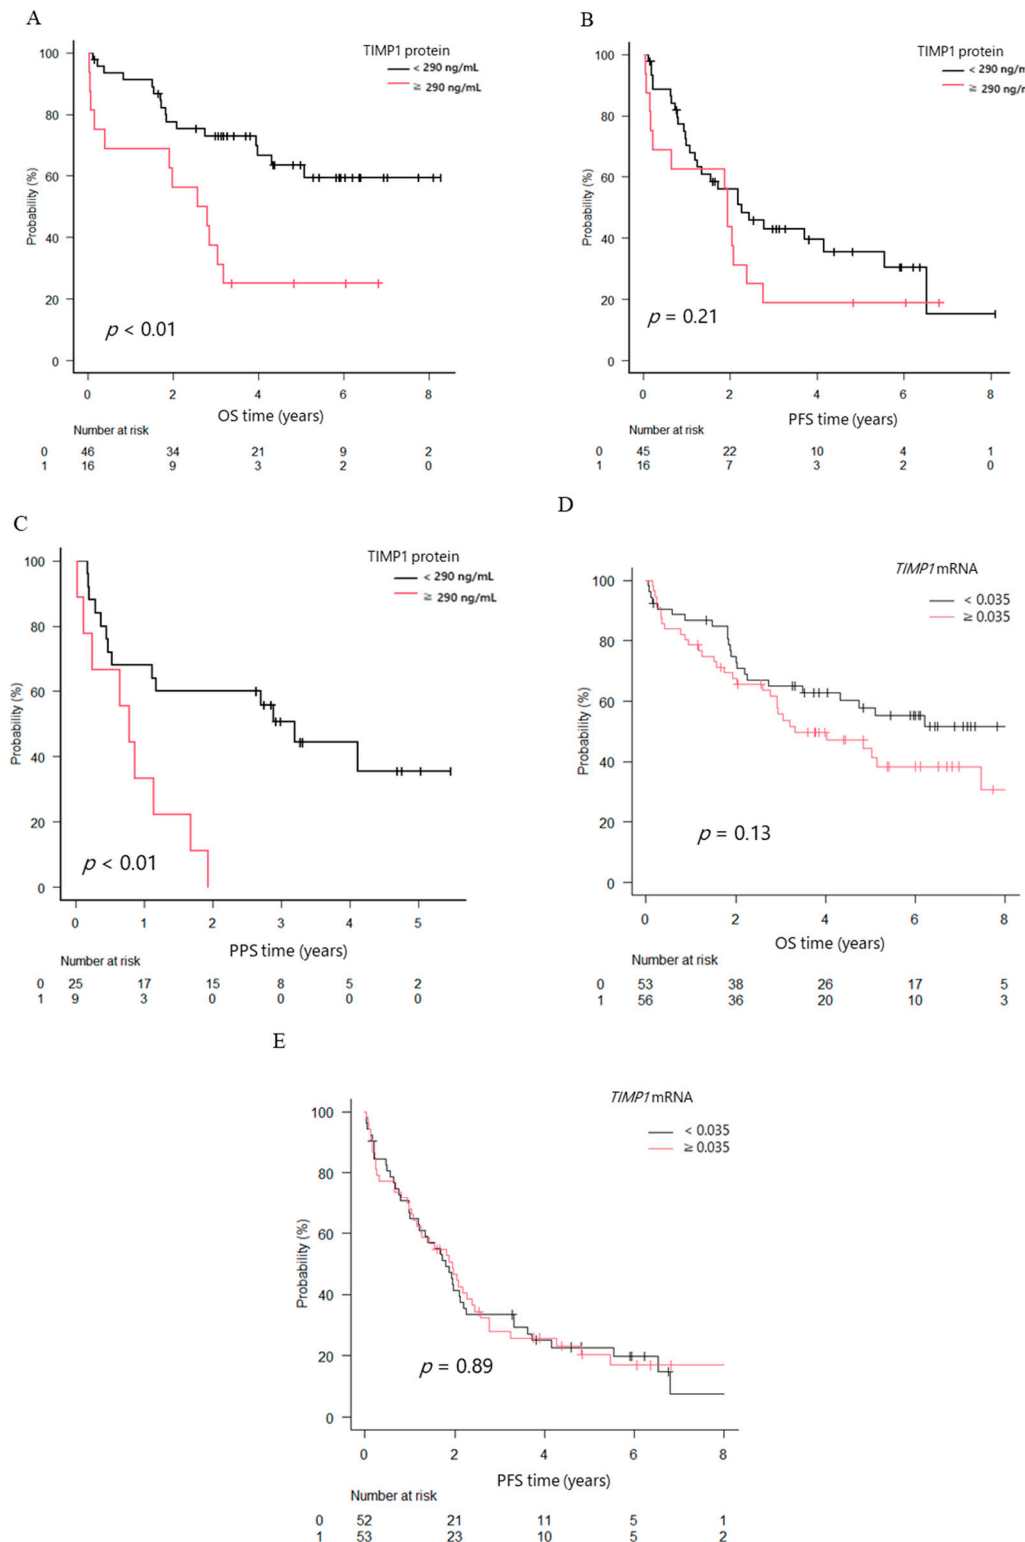 A
TIMP1 protein
< 290 ng/mL
≧ 290 ng/mL
100
80
60
40
20
0
Probability (%)
p < 0.01
0 2 4 6 8
OS time (years)
Number at risk
0 46 34 21 9 2
1 16 9 3 2 0
B
TIMP1 protein
< 290 ng/m
≧ 290 ng/m
100
80
60
40
20
0
Probability (%)
p = 0.21
0 2 4 6 8
PFS time (years)
Number at risk
0 45 22 10 4 1
1 16 7 3 2 0
C
TIMP1 protein
< 290 ng/mL
≧ 290 ng/mL
100
80
60
40
20
0
Probability (%)
p < 0.01
0 1 2 3 4 5
PPS time (years)
Number at risk
0 25 17 15 8 5 2
1 9 3 0 0 0 0
D
TIMP1 mRNA
< 0.035
≧ 0.035
100
80
60
40
20
0
Probability (%)
p = 0.13
0 2 4 6 8
OS time (years)
Number at risk
0 53 38 26 17 5
1 56 36 20 10 3
E
TIMP1 mRNA
< 0.035
≧ 0.035
100
80
60
40
20
0
Probability (%)
p = 0.89
0 2 4 6 8
PFS time (years)
Number at risk
0 52 21 11 5 1
1 53 23 10 5 2